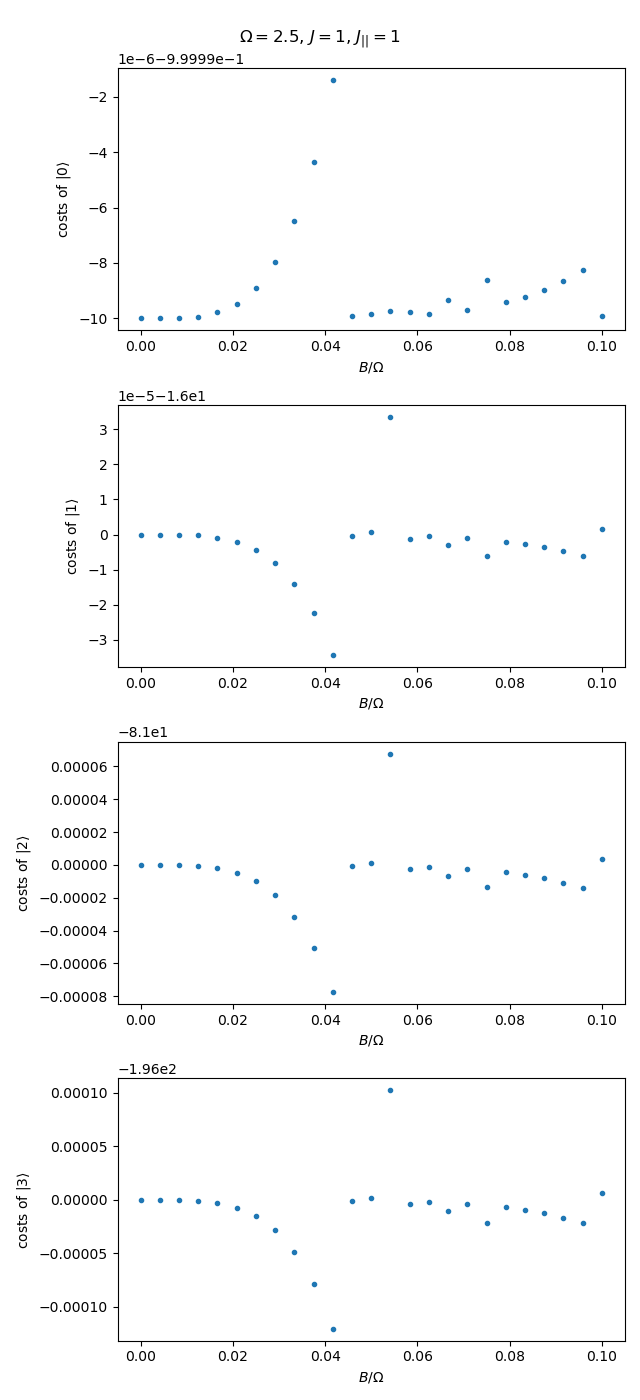 Ω = 2.5, J = 1, J|| = 1
1e−6−9.9999e−1
costs of |0⟩
−2
−4
−6
−8
−10
0.00 0.02 0.04 0.06 0.08 0.10
B/Ω
1e−5−1.6e1
costs of |1⟩
3
2
1
0
−1
−2
−3
0.00 0.02 0.04 0.06 0.08 0.10
B/Ω
−8.1e1
costs of |2⟩
0.00006
0.00004
0.00002
0.00000
−0.00002
−0.00004
−0.00006
−0.00008
0.00 0.02 0.04 0.06 0.08 0.10
B/Ω
−1.96e2
costs of |3⟩
0.00010
0.00005
0.00000
−0.00005
−0.00010
0.00 0.02 0.04 0.06 0.08 0.10
B/Ω